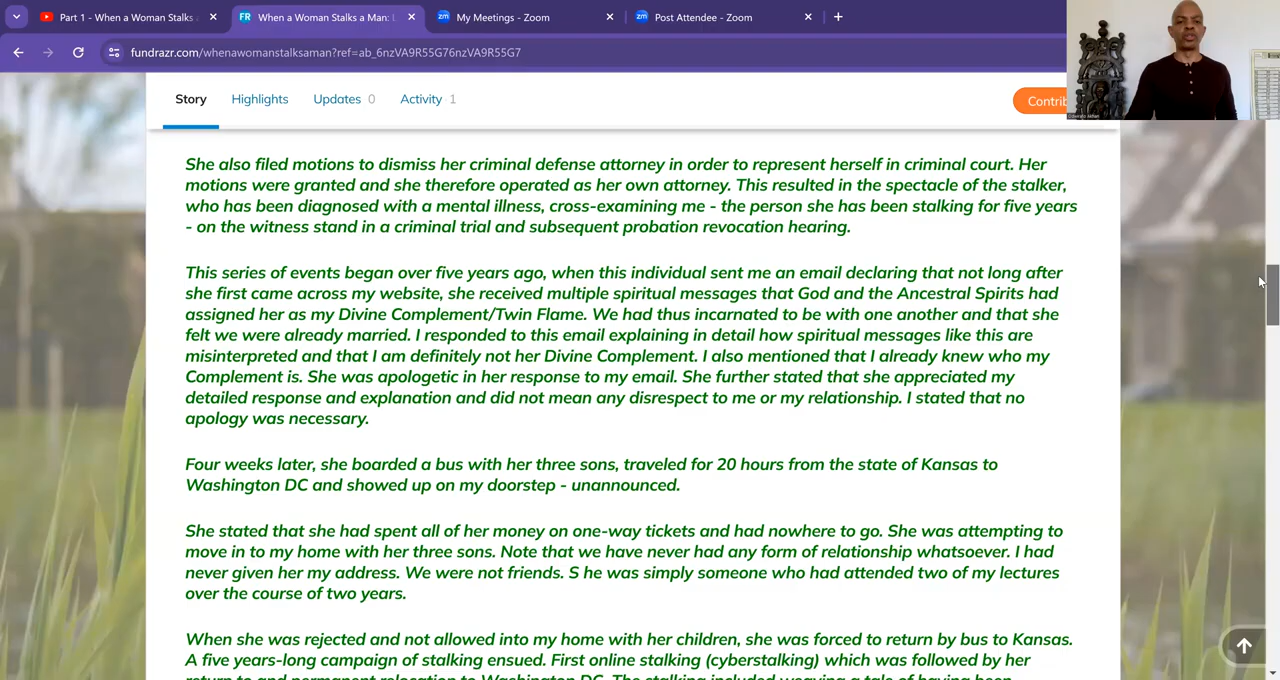 Part 1 - When a Woman Stalks a
When a Woman Stalks a Man: L
My Meetings - Zoom
Post Attendee - Zoom
fundrazr.com/whenawomanstalksaman?ref=ab_6nzVA9R55G76nzVA9R55G7
Story
Highlights
Updates 0
Activity 1
Contrib
She also filed motions to dismiss her criminal defense attorney in order to represent herself in criminal court. Her
motions were granted and she therefore operated as her own attorney. This resulted in the spectacle of the stalker,
who has been diagnosed with a mental illness, cross-examining me - the person she has been stalking for five years
- on the witness stand in a criminal trial and subsequent probation revocation hearing.
This series of events began over five years ago, when this individual sent me an email declaring that not long after
she first came across my website, she received multiple spiritual messages that God and the Ancestral Spirits had
assigned her as my Divine Complement/Twin Flame. We had thus incarnated to be with one another and that she
felt we were already married. I responded to this email explaining in detail how spiritual messages like this are
misinterpreted and that I am definitely not her Divine Complement. I also mentioned that I already knew who my
Complement is. She was apologetic in her response to my email. She further stated that she appreciated my
detailed response and explanation and did not mean any disrespect to me or my relationship. I stated that no
apology was necessary.
Four weeks later, she boarded a bus with her three sons, traveled for 20 hours from the state of Kansas to
Washington DC and showed up on my doorstep - unannounced.
She stated that she had spent all of her money on one-way tickets and had nowhere to go. She was attempting to
move in to my home with her three sons. Note that we have never had any form of relationship whatsoever. I had
never given her my address. We were not friends. S he was simply someone who had attended two of my lectures
over the course of two years.
When she was rejected and not allowed into my home with her children, she was forced to return by bus to Kansas.
A five years-long campaign of stalking ensued. First online stalking (cyberstalking) which was followed by her
return to and permanent relocation to Washington DC. The stalking included weaving a tale of having been